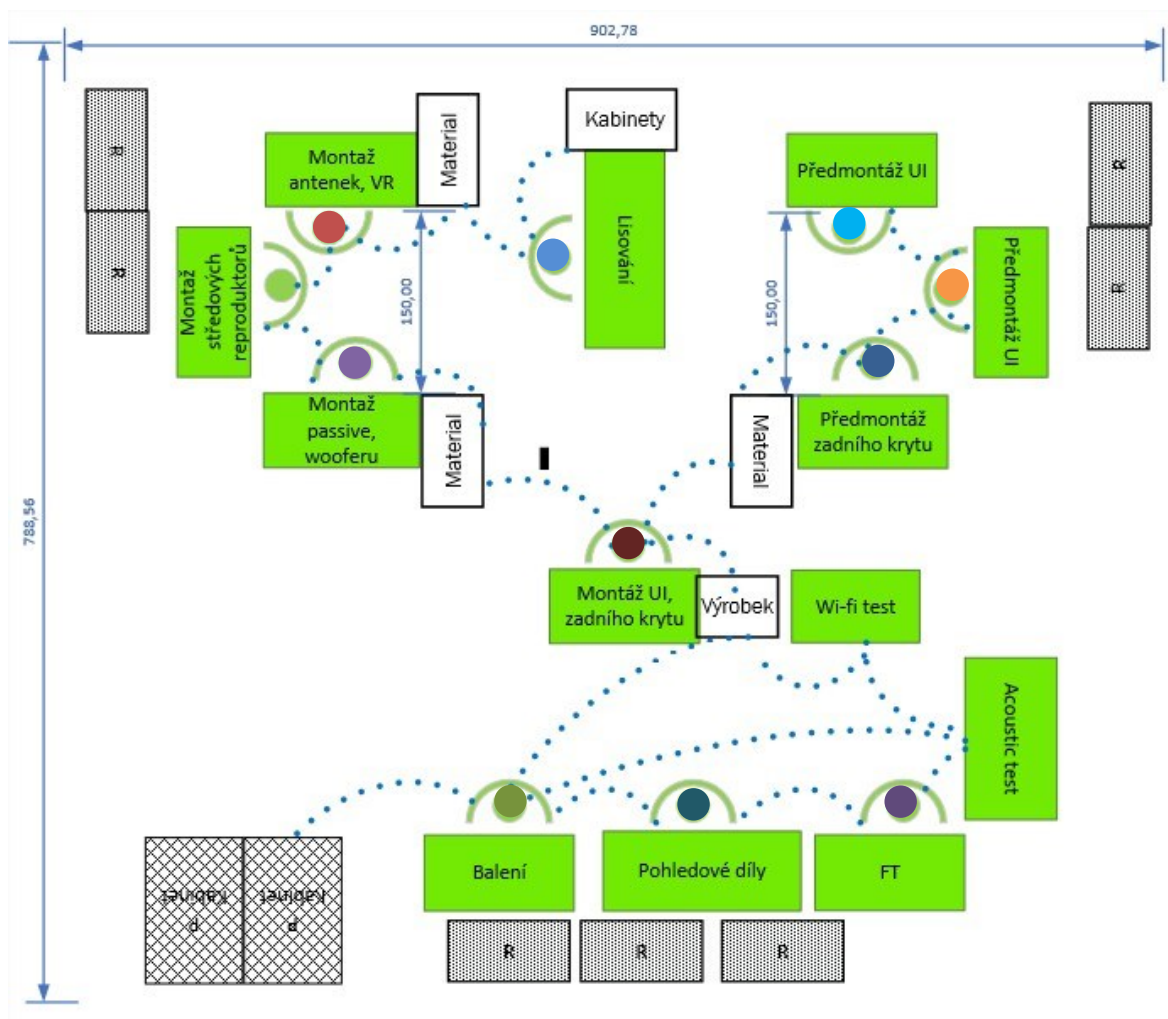 902,78
Kabinety
Material
Montaž
antenek, VR
Předmontáž UI
R
R
R
R
Lisování
Montaž
středových
reproduktorů
Předmontáž UI
150,00
150,00
Montaž
passive,
wooferu
Material
Material
Předmontáž
zadního krytu
788,56
Montáž UI,
zadního krytu
Výrobek
Wi-fi test
Acoustic test
Balení
Pohledové díly
FT
Kabinet
P
Kabinet
P
R
R
R